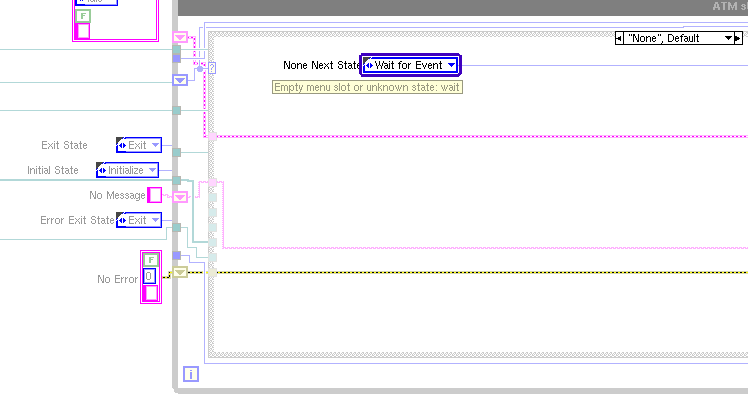 ATM s
F
"None", Default
None Next State
Wait for Event
?
Empty menu slot or unknown state: wait
Exit State
Exit
Initial State
Initialize
No Message
Error Exit State
Exit
F
No Error
0
i